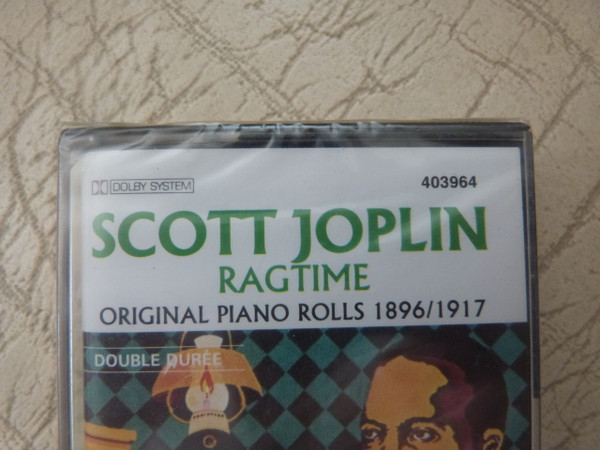 DOLBY SYSTEM
403964
SCOTT JOPLIN
RAGTIME
ORIGINAL PIANO ROLLS 1896/1917
DOUBLE DURÉE